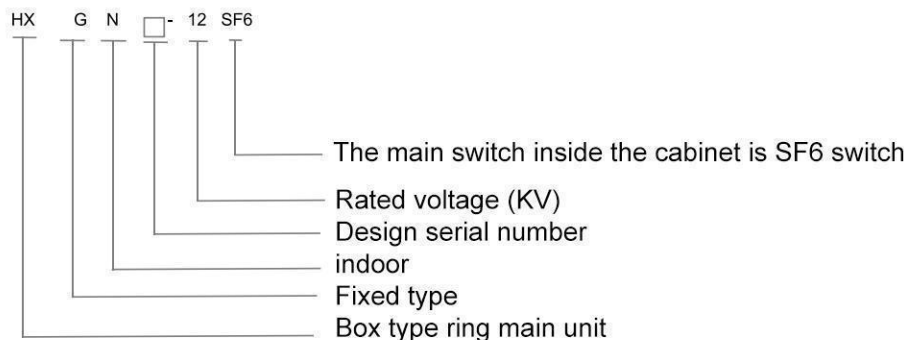 HX G N □- 12 SF6
The main switch inside the cabinet is SF6 switch
Rated voltage (KV)
Design serial number
indoor
Fixed type
Box type ring main unit